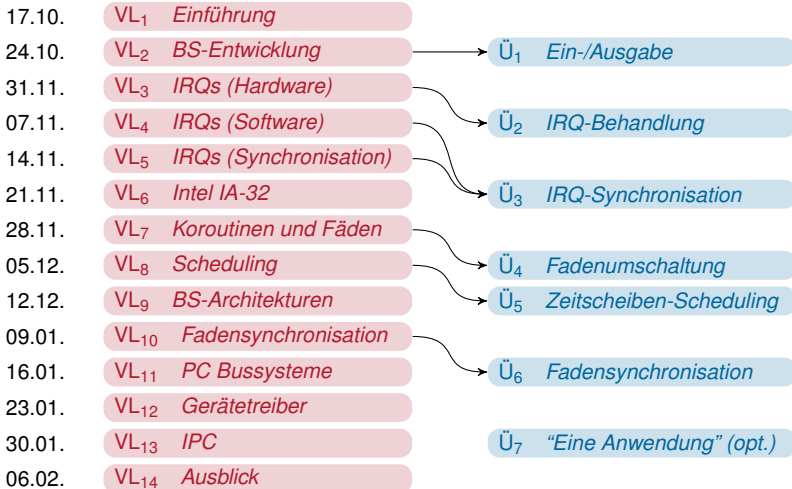 17.10. VL₁ Einführung
24.10. VL₂ BS-Entwicklung Ü₁ Ein-/Ausgabe
31.11. VL₃ IRQs (Hardware)
07.11. VL₄ IRQs (Software) Ü₂ IRQ-Behandlung
14.11. VL₅ IRQs (Synchronisation)
21.11. VL₆ Intel IA-32 Ü₃ IRQ-Synchronisation
28.11. VL₇ Koroutinen und Fäden
05.12. VL₈ Scheduling Ü₄ Fadenumschaltung
12.12. VL₉ BS-Architekturen Ü₅ Zeitscheiben-Scheduling
09.01. VL₁₀ Fadensynchronisation
16.01. VL₁₁ PC Bussysteme Ü₆ Fadensynchronisation
23.01. VL₁₂ Gerätetreiber
30.01. VL₁₃ IPC Ü₇ “Eine Anwendung” (opt.)
06.02. VL₁₄ Ausblick